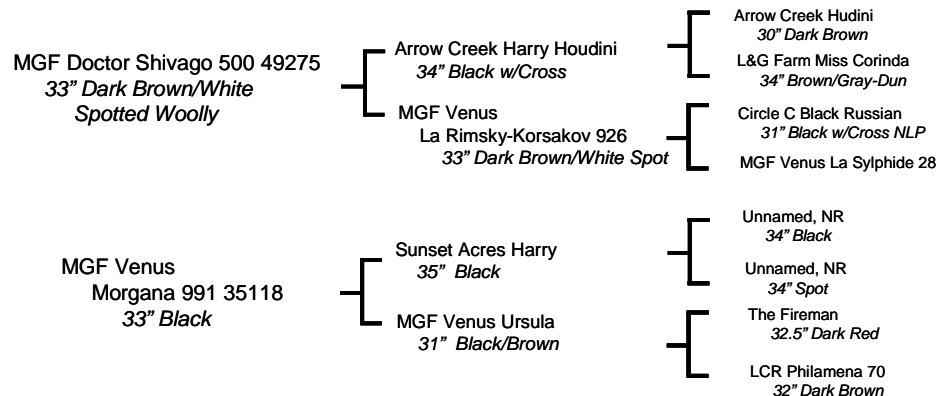 MGF Doctor Shivago 500 49275
33” Dark Brown/White
Spotted Woolly
Arrow Creek Harry Houdini
34” Black w/Cross
MGF Venus
La Rimsky-Korsakov 926
33” Dark Brown/White Spot
Arrow Creek Hudini
30” Dark Brown
L&G Farm Miss Corinda
34” Brown/Gray-Dun
Circle C Black Russian
31” Black w/Cross NLP
MGF Venus La Sylphide 28
MGF Venus
Morgana 991 35118
33” Black
Sunset Acres Harry
35” Black
MGF Venus Ursula
31” Black/Brown
Unnamed, NR
34” Black
Unnamed, NR
34” Spot
The Fireman
32.5” Dark Red
LCR Philamena 70
32” Dark Brown